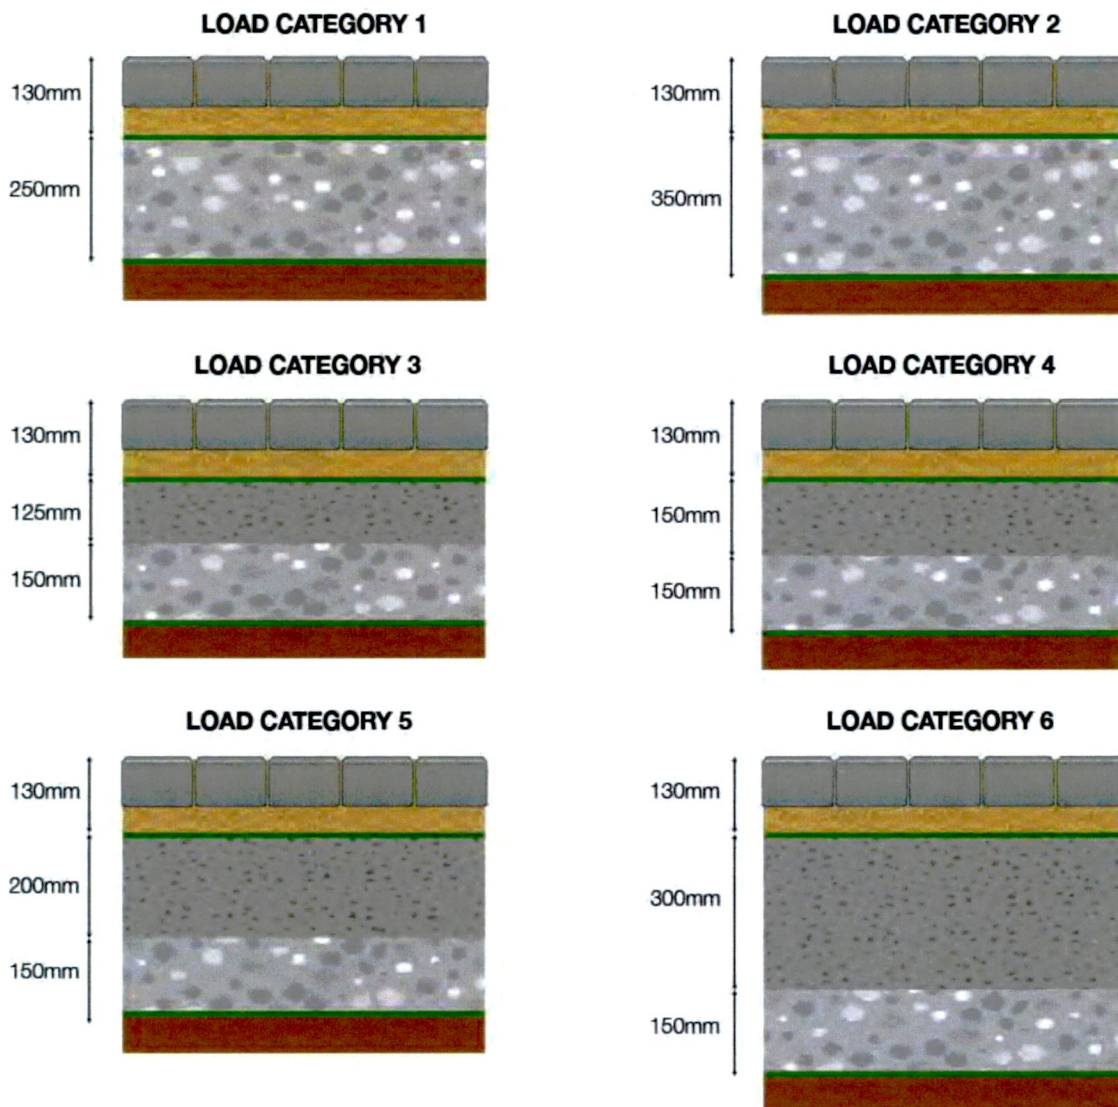 LOAD CATEGORY 1
130mm
250mm
LOAD CATEGORY 2
130mm
350mm
LOAD CATEGORY 3
130mm
125mm
150mm
LOAD CATEGORY 4
130mm
150mm
150mm
LOAD CATEGORY 5
130mm
200mm
150mm
LOAD CATEGORY 6
130mm
300mm
150mm